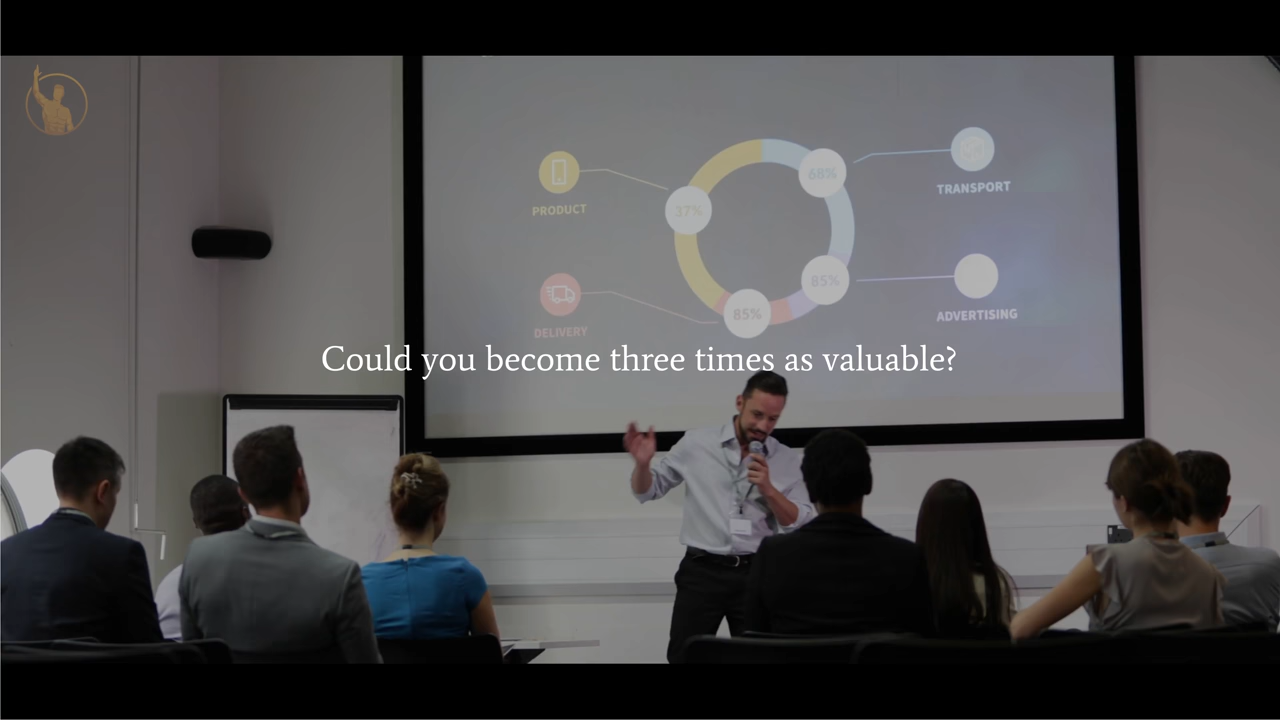 68%
TRANSPORT
37%
PRODUCT
85%
ADVERTISING
85%
DELIVERY
Could you become three times as valuable?